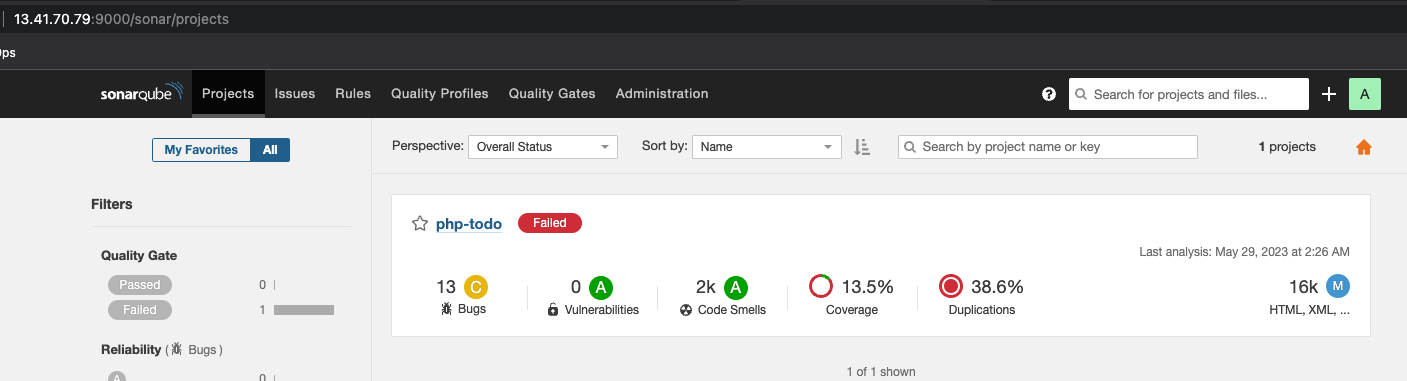 13.41.70.79:9000/sonar/projects
ps
sonarqube Projects Issues Rules Quality Profiles Quality Gates Administration ? Search for projects and files... + A
My Favorites All Perspective: Overall Status Sort by: Name Search by project name or key 1 projects
Filters
php-todo Failed
Last analysis: May 29, 2023 at 2:26 AM
Quality Gate
Passed 0
Failed 1
13 C 0 A 2k A 13.5% 38.6% 16k M
Bugs Vulnerabilities Code Smells Coverage Duplications HTML, XML, ...
Reliability ( Bugs )
A 0
1 of 1 shown